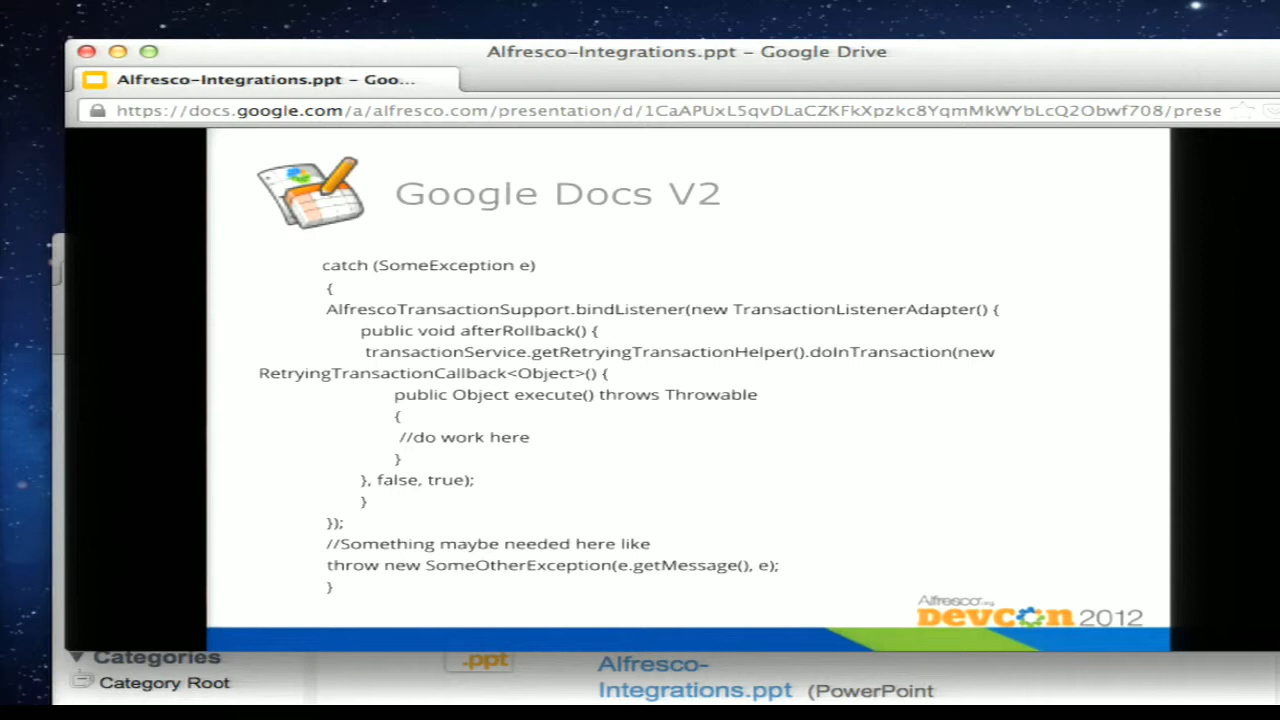 Alfresco-Integrations.ppt - Google Drive
Alfresco-Integrations.ppt - Goo...
https://docs.google.com/a/alfresco.com/presentation/d/1CaAPUxL5qvDLaCZKFkXpzkc8YqmMkWYbLcQ2Obwf708/prese
Google Docs V2
catch (SomeException e)
{
AlfrescoTransactionSupport.bindListener(new TransactionListenerAdapter() {
public void afterRollback() {
transactionService.getRetryingTransactionHelper().doInTransaction(new
RetryingTransactionCallback<Object>() {
public Object execute() throws Throwable
{
//do work here
}
}, false, true);
}
});
//Something maybe needed here like
throw new SomeOtherException(e.getMessage(), e);
}
Alfresco.org
Devcon 2012
Categories
Category Root
.ppt
Alfresco-
Integrations.ppt (PowerPoint